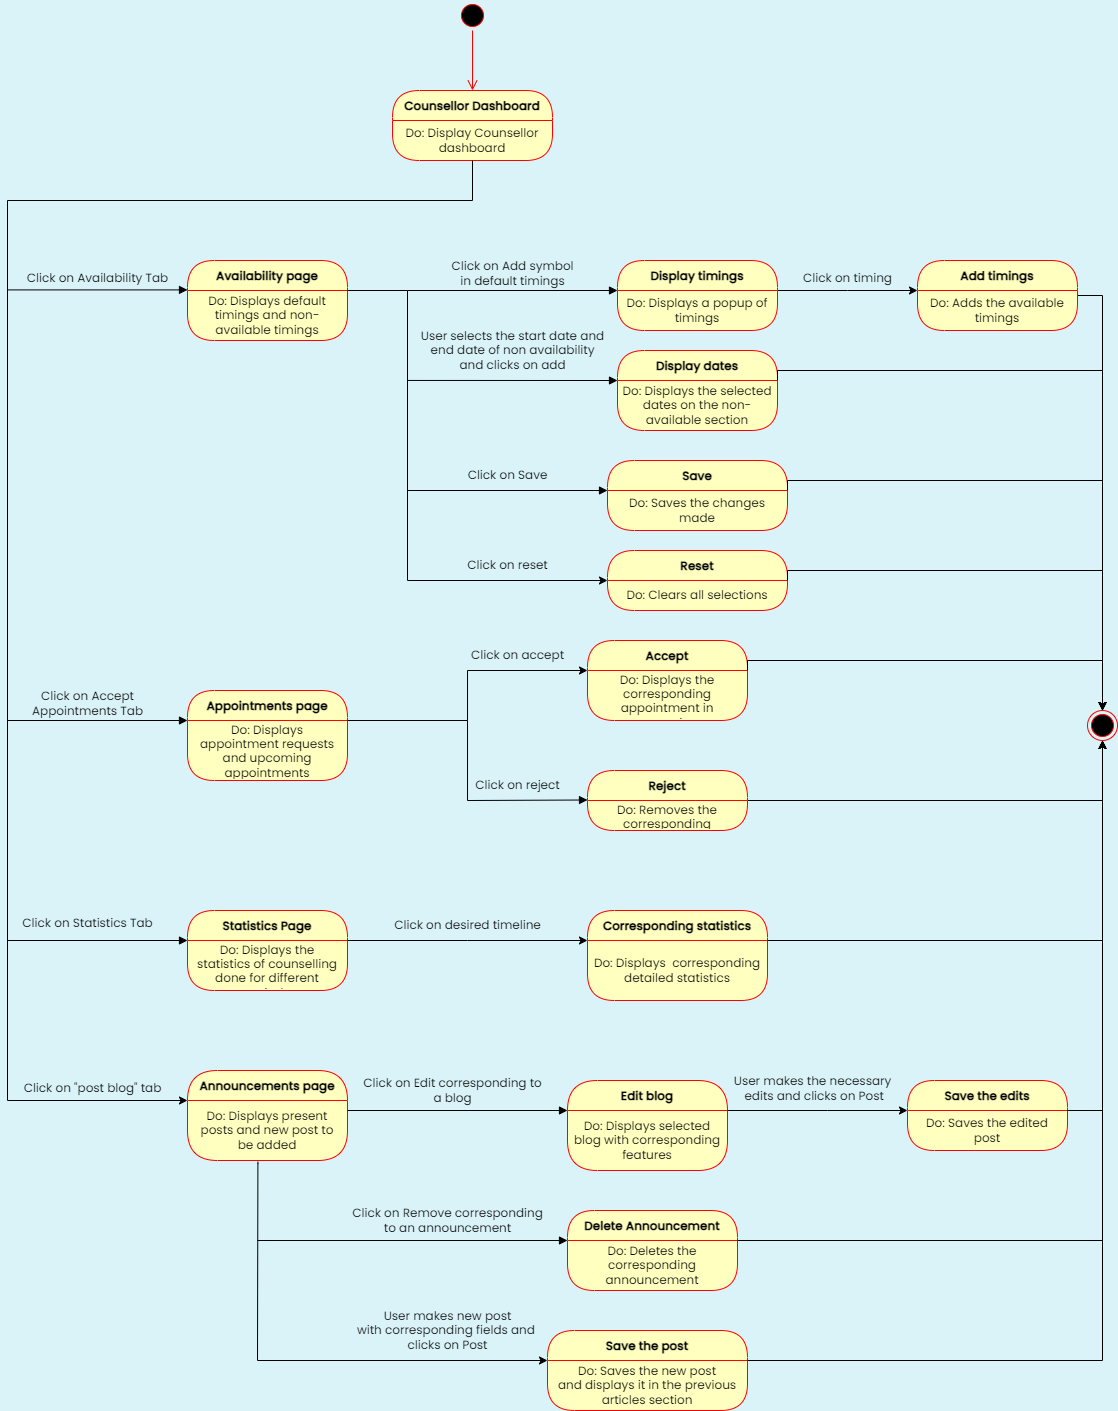 Counsellor Dashboard
Do: Display Counsellor
dashboard
Click on Availability Tab
Availability page
Do: Displays default
timings and non-
available timings
Click on Add symbol
in default timings
Display timings
Do: Displays a popup of
timings
Click on timing
Add timings
Do: Adds the available
timings
User selects the start date and
end date of non availability
and clicks on add
Display dates
Do: Displays the selected
dates on the non-
available section
Click on Save
Save
Do: Saves the changes
made
Click on reset
Reset
Do: Clears all selections
Click on Accept
Appointments Tab
Appointments page
Do: Displays
appointment requests
and upcoming
appointments
Click on accept
Accept
Do: Displays the
corresponding
appointment in
Click on reject
Reject
Do: Removes the
corresponding
Click on Statistics Tab
Statistics Page
Do: Displays the
statistics of counselling
done for different
Click on desired timeline
Corresponding statistics
Do: Displays  corresponding
detailed statistics
Click on "post blog" tab
Announcements page
Do: Displays present
posts and new post to
be added
Click on Edit corresponding to
a blog
Edit blog
Do: Displays selected
blog with corresponding
features
User makes the necessary
edits and clicks on Post
Save the edits
Do: Saves the edited
post
Click on Remove corresponding
to an announcement
Delete Announcement
Do: Deletes the
corresponding
announcement
User makes new post
with corresponding fields and
clicks on Post
Save the post
Do: Saves the new post
and displays it in the previous
articles section